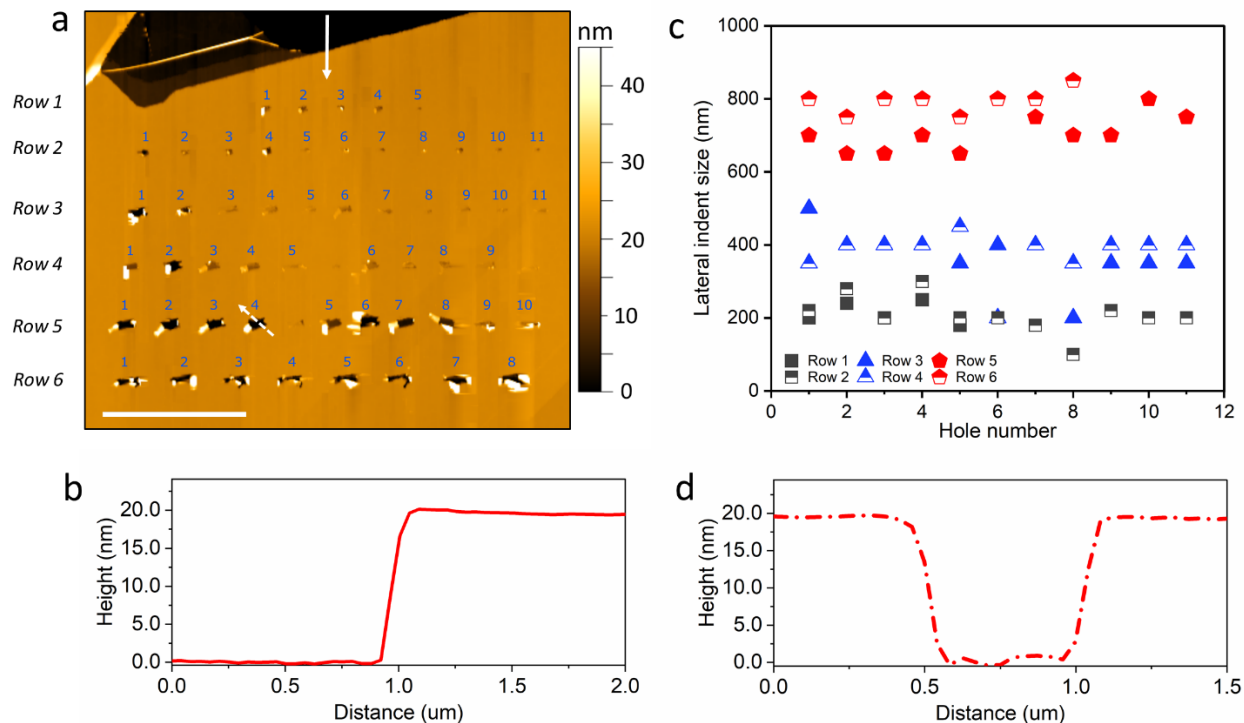 a
nm
40
30
20
10
0
Row 1
1 2 3 4 5
Row 2
1 2 3 4 5 6 7 8 9 10 11
Row 3
1 2 3 4 5 6 7 8 9 10 11
Row 4
1 2 3 4 5 6 7 8 9
Row 5
1 2 3 4 5 6 7 8 9 10
Row 6
1 2 3 4 5 6 7 8
c
Lateral indent size (nm)
1000
800
600
400
200
0
Row 1 Row 3 Row 5
Row 2 Row 4 Row 6
0 2 4 6 8 10 12
Hole number
b
Height (nm)
20.0
15.0
10.0
5.0
0.0
0.0 0.5 1.0 1.5 2.0
Distance (um)
d
Height (nm)
20.0
15.0
10.0
5.0
0.0
0.0 0.5 1.0 1.5
Distance (um)